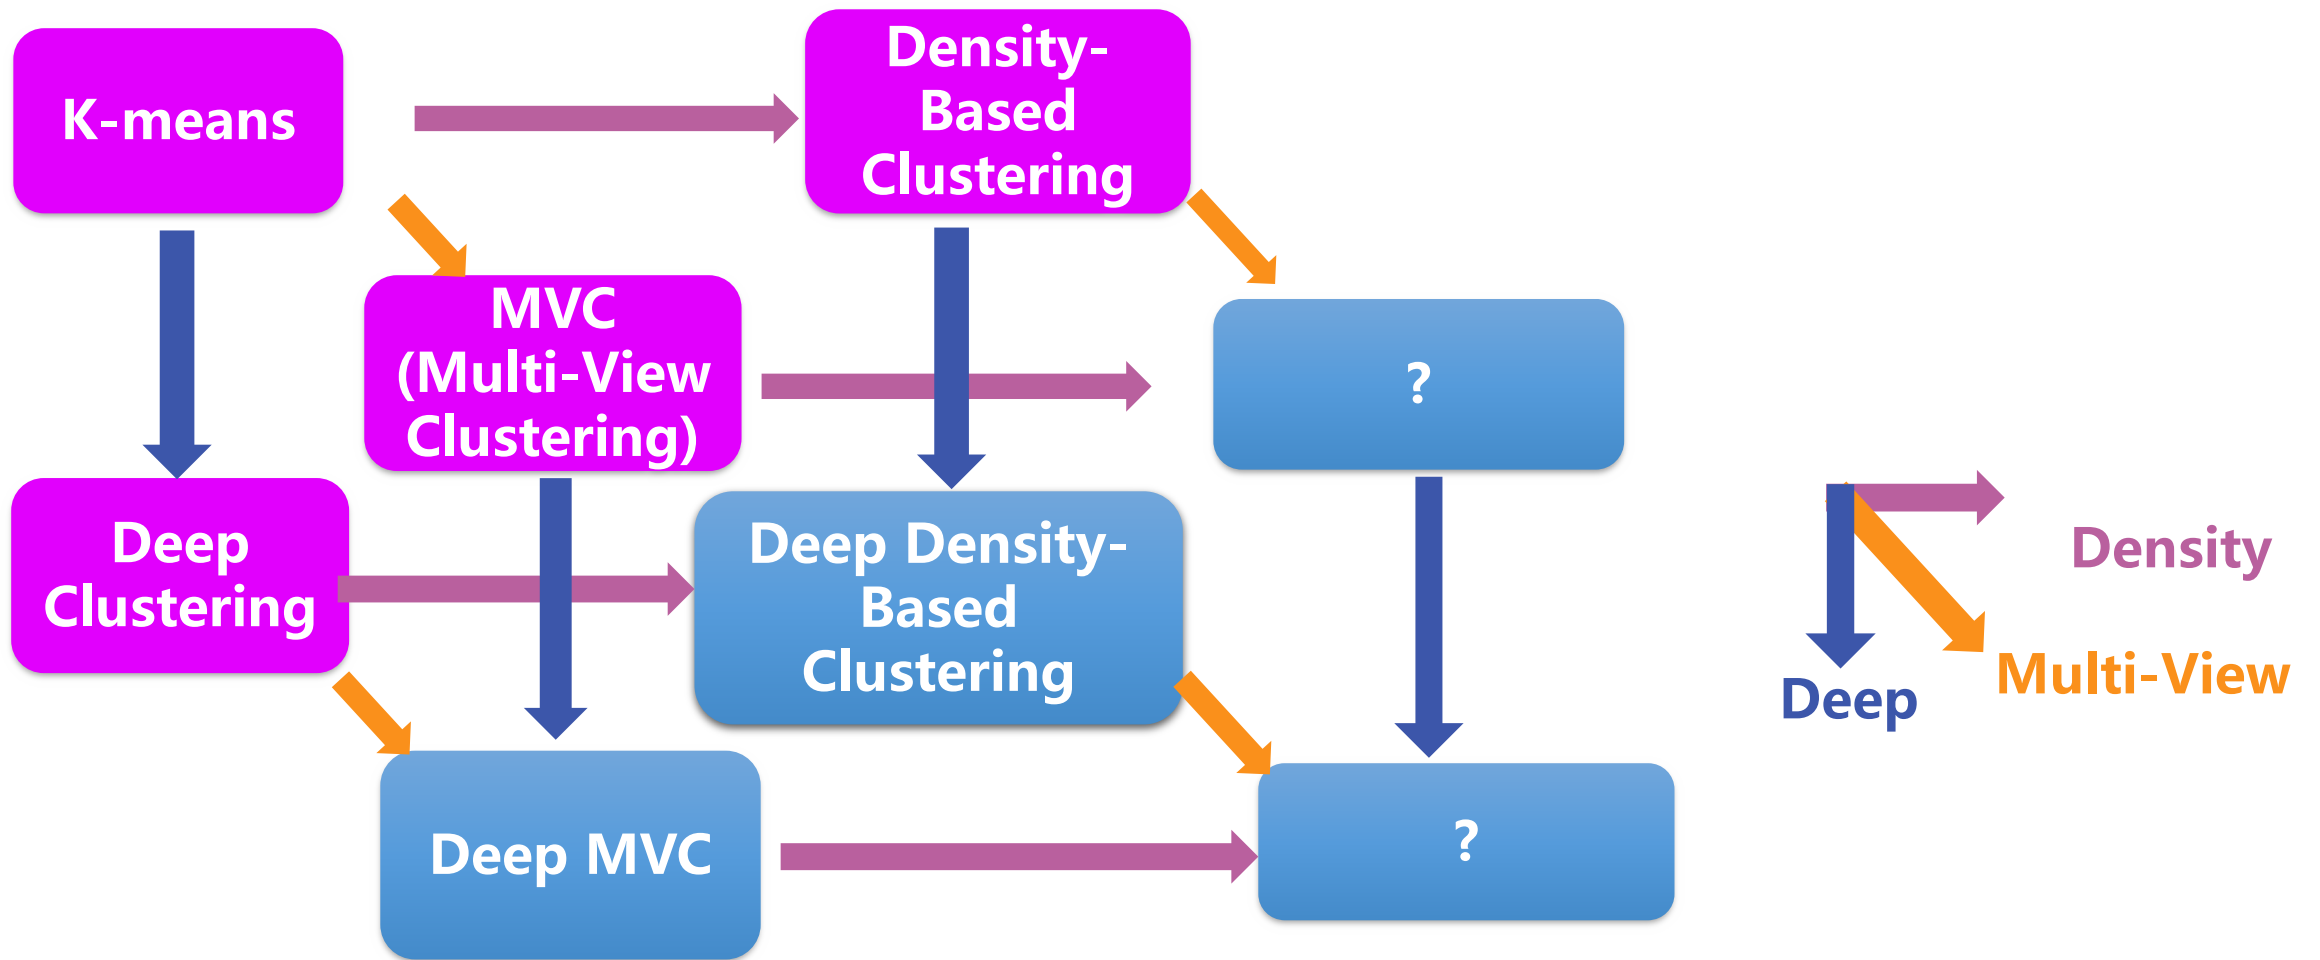 K-means
Density-
Based
Clustering
MVC
(Multi-View
Clustering)
?
Deep
Clustering
Deep Density-
Based
Clustering
Deep MVC
?
Density
Multi-View
Deep